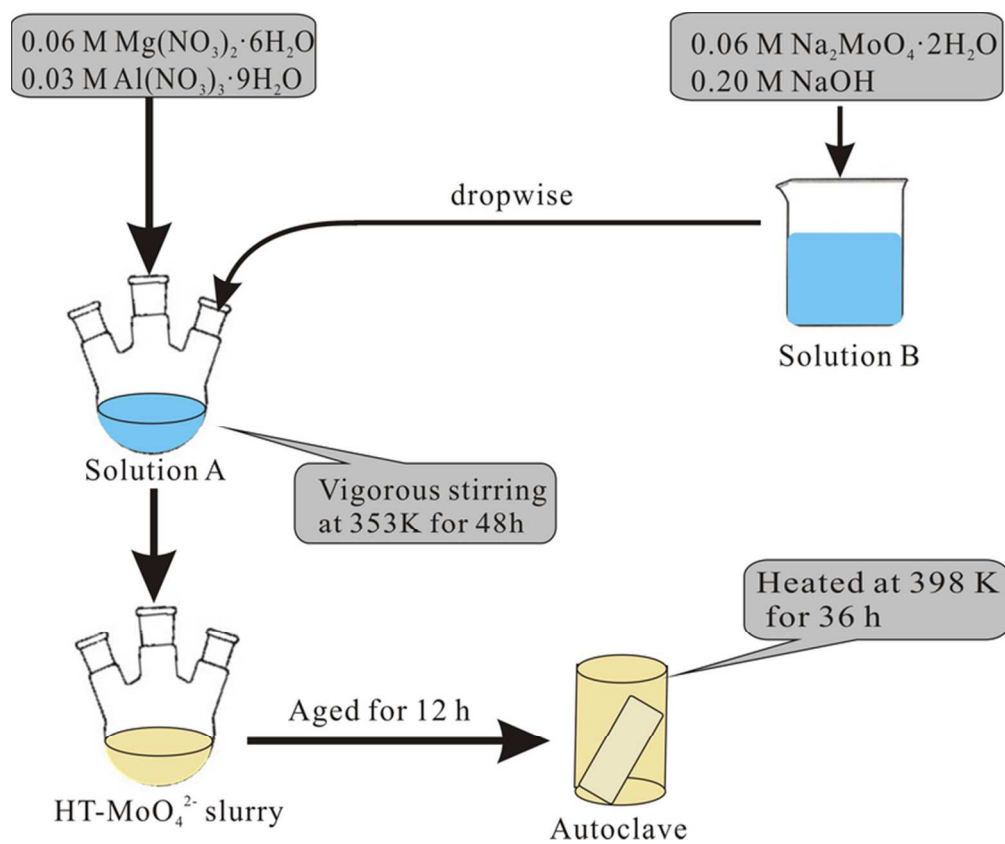 0.06 M Mg(NO₃)₂·6H₂O
0.03 M Al(NO₃)₃·9H₂O
0.06 M Na₂MoO₄·2H₂O
0.20 M NaOH
dropwise
Solution B
Solution A
Vigorous stirring
at 353K for 48h
Heated at 398 K
for 36 h
Aged for 12 h
HT-MoO₄²⁻ slurry
Autoclave